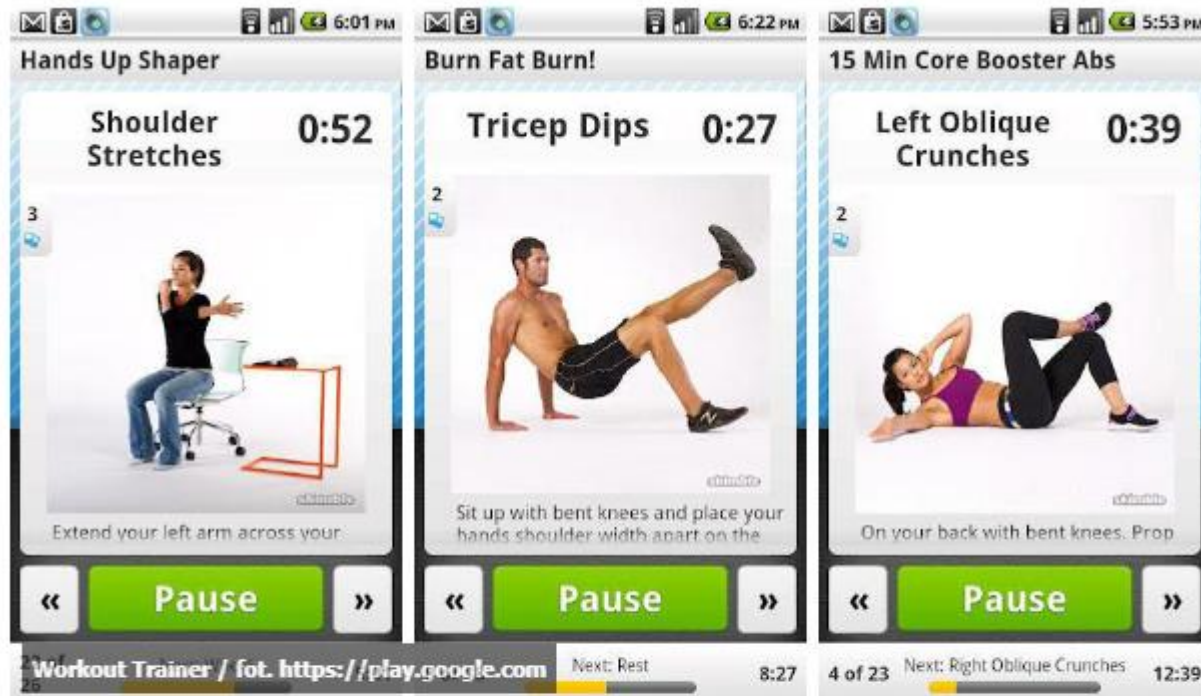 6:01 PM
Hands Up Shaper
Shoulder
Stretches
0:52
3
skimble
Extend your left arm across your
Pause
6:22 PM
Burn Fat Burn!
Tricep Dips
0:27
2
skimble
Sit up with bent knees and place your
hands shoulder width apart on the
Pause
Next: Rest
8:27
5:53 PM
15 Min Core Booster Abs
Left Oblique
Crunches
0:39
2
skimble
On your back with bent knees. Prop
Pause
4 of 23
Next: Right Oblique Crunches
12:39
Workout Trainer / fot. https://play.google.com